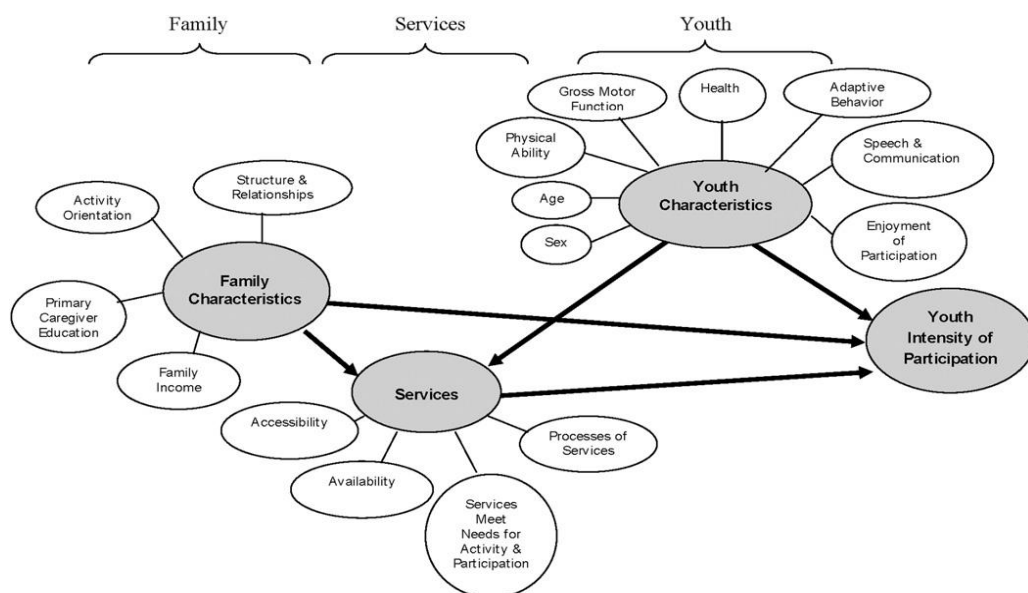 Family
Services
Youth
Gross Motor
Function
Health
Adaptive
Behavior
Physical
Ability
Speech &
Communication
Age
Sex
Youth
Characteristics
Enjoyment
of
Participation
Structure &
Relationships
Activity
Orientation
Family
Characteristics
Primary
Caregiver
Education
Family
Income
Youth
Intensity of
Participation
Services
Accessibility
Availability
Processes of
Services
Services
Meet
Needs for
Activity &
Participation